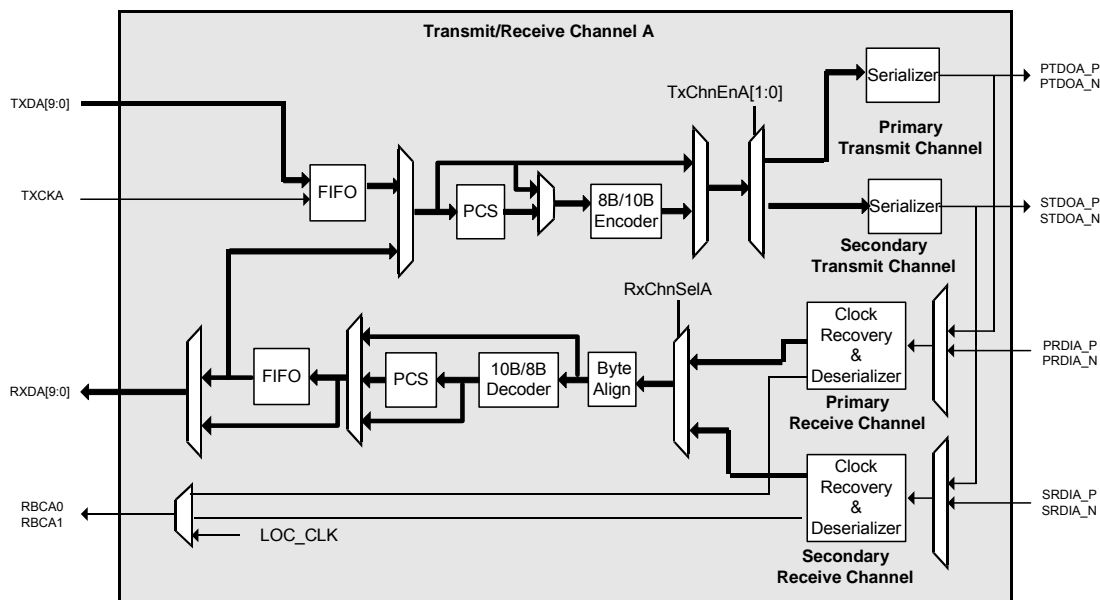 Transmit/Receive Channel A
TXDA[9:0]
TXCKA
FIFO
PCS
8B/10B
Encoder
TxChnEnA[1:0]
Serializer
Primary
Transmit Channel
PTDOA_P
PTDOA_N
Serializer
Secondary
Transmit Channel
STDOA_P
STDOA_N
RXDA[9:0]
FIFO
PCS
10B/8B
Decoder
Byte
Align
RxChnSelA
Clock
Recovery
&
Deserializer
Primary
Receive Channel
PRDIA_P
PRDIA_N
RBCA0
RBCA1
LOC_CLK
Clock
Recovery
&
Deserializer
Secondary
Receive Channel
SRDIA_P
SRDIA_N